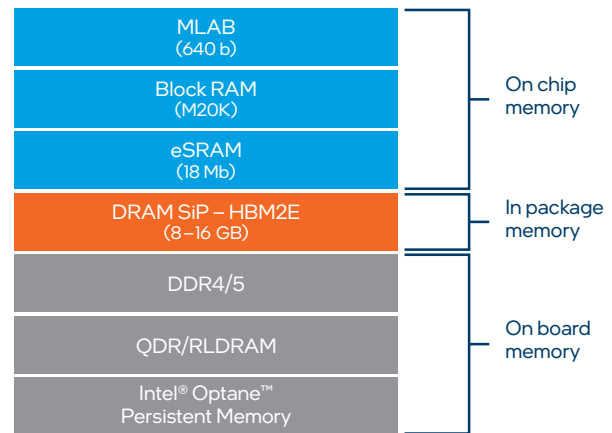 MLAB
(640 b)
Block RAM
(M20K)
eSRAM
(18 Mb)
On chip
memory
DRAM SiP – HBM2E
(8–16 GB)
In package
memory
DDR4/5
QDR/RLDRAM
Intel® Optane™
Persistent Memory
On board
memory